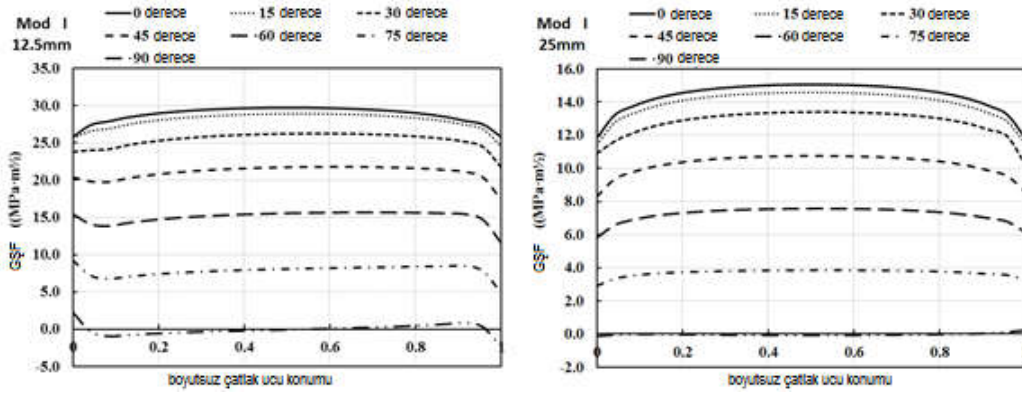 Mod I
12.5mm
0 derece
15 derece
30 derece
45 derece
60 derece
75 derece
90 derece
35.0
30.0
25.0
20.0
15.0
10.0
5.0
0.0
-5.0
GŞF ((MPa·m½)
0
0.2
0.4
0.6
0.8
1
boyutsuz çatlak ucu konumu
Mod I
25mm
0 derece
15 derece
30 derece
45 derece
60 derece
75 derece
90 derece
16.0
14.0
12.0
10.0
8.0
6.0
4.0
2.0
0.0
-2.0
GŞF ((MPa·m½)
0
0.2
0.4
0.6
0.8
boyutsuz çatlak ucu konumu